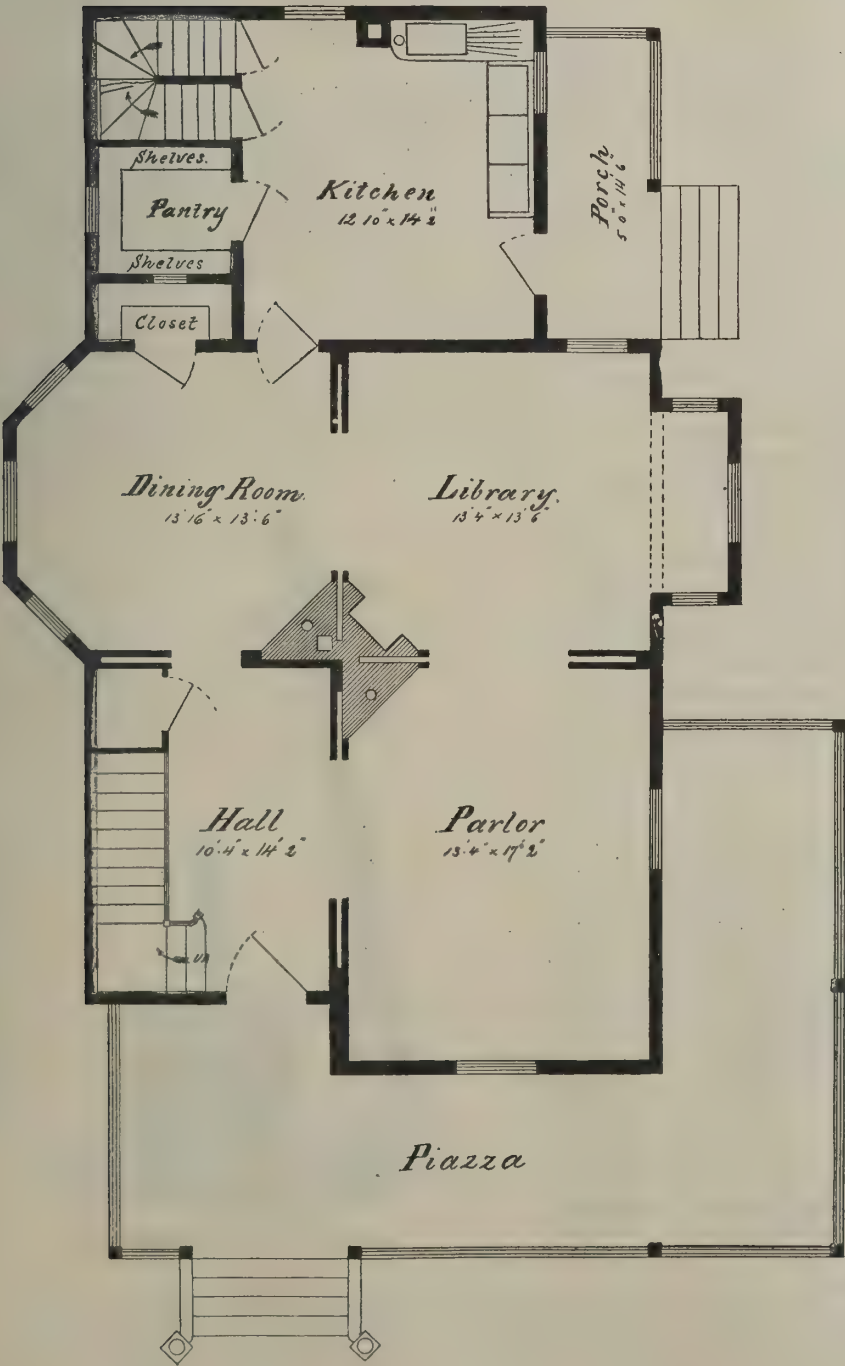 Shelves.
Pantry
Shelves
Closet
Kitchen
12'10" x 14'2"
Porch
5'0" x 14'6"
Dining Room.
13'16" x 13'6"
Library.
13'4" x 13'6"
Hall
10'4" x 14'2"
Parlor
13'4" x 17'2"
UP
Piazza